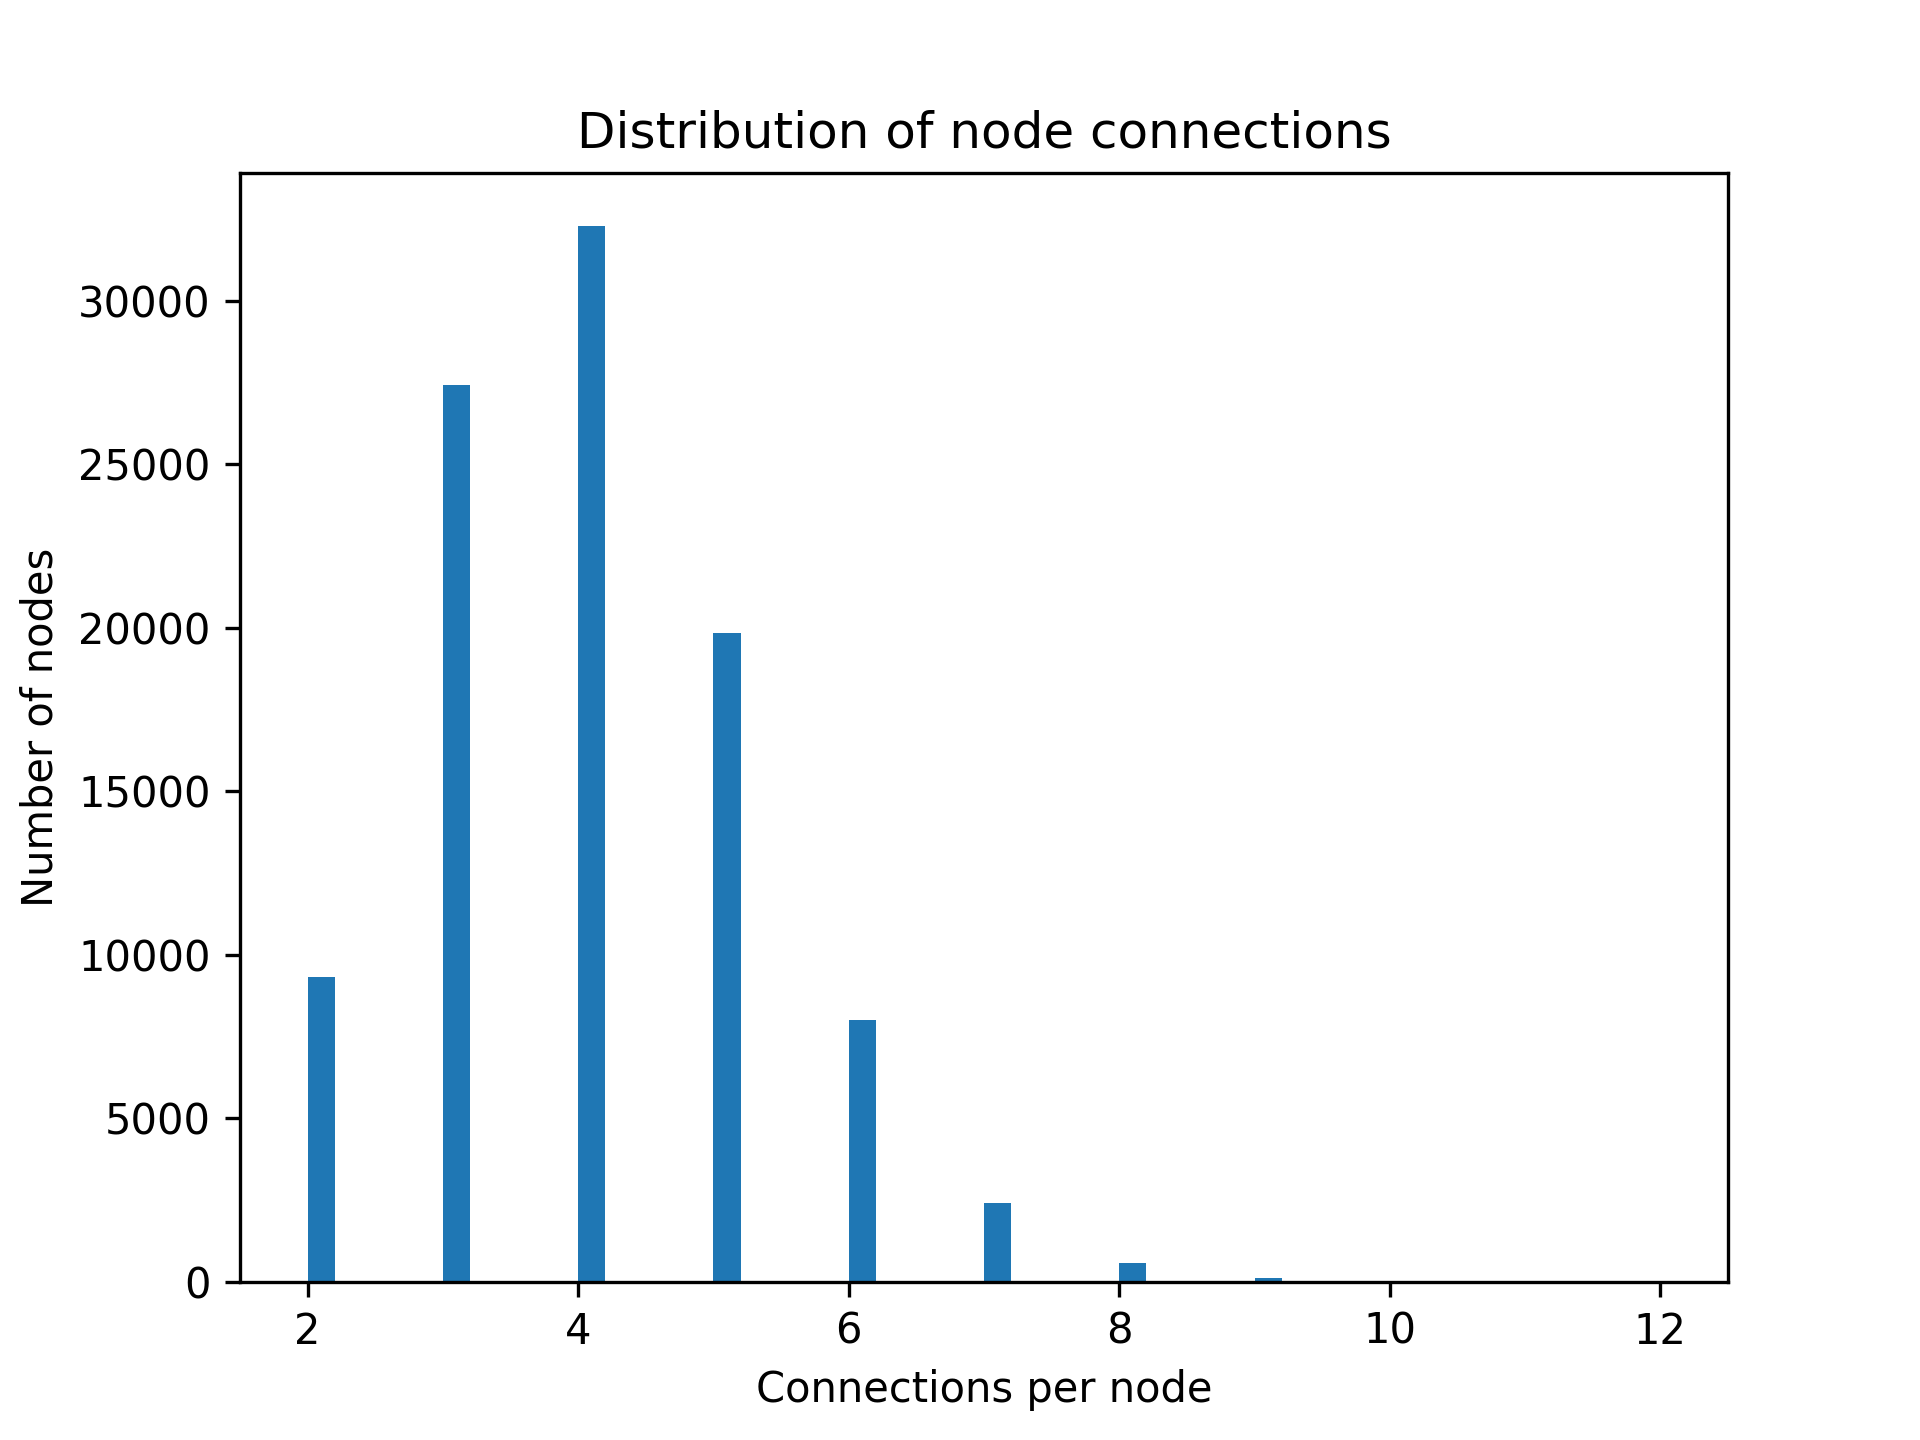 Distribution of node connections
30000
25000
20000
15000
10000
5000
0
Number of nodes
2 4 6 8 10 12
Connections per node